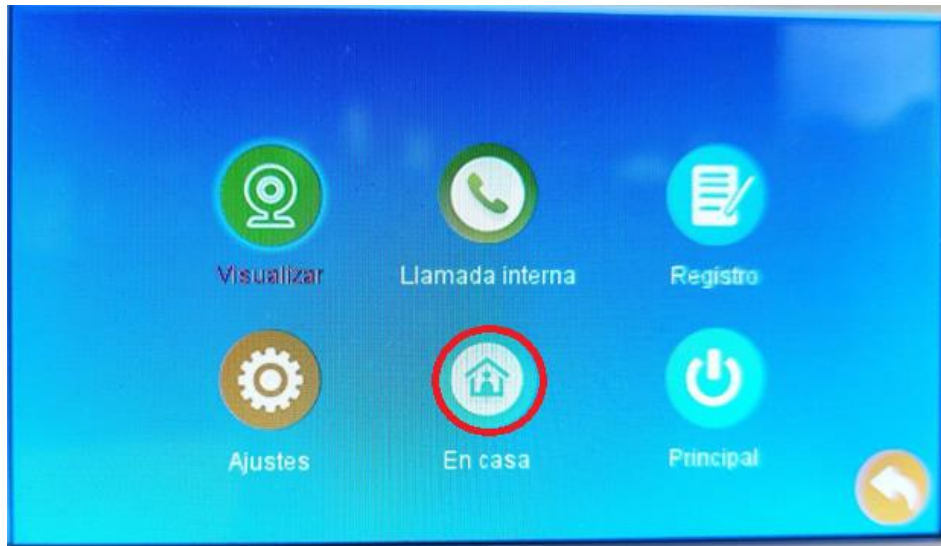 Visualizar
Llamada interna
Registro
Ajustes
En casa
Principal